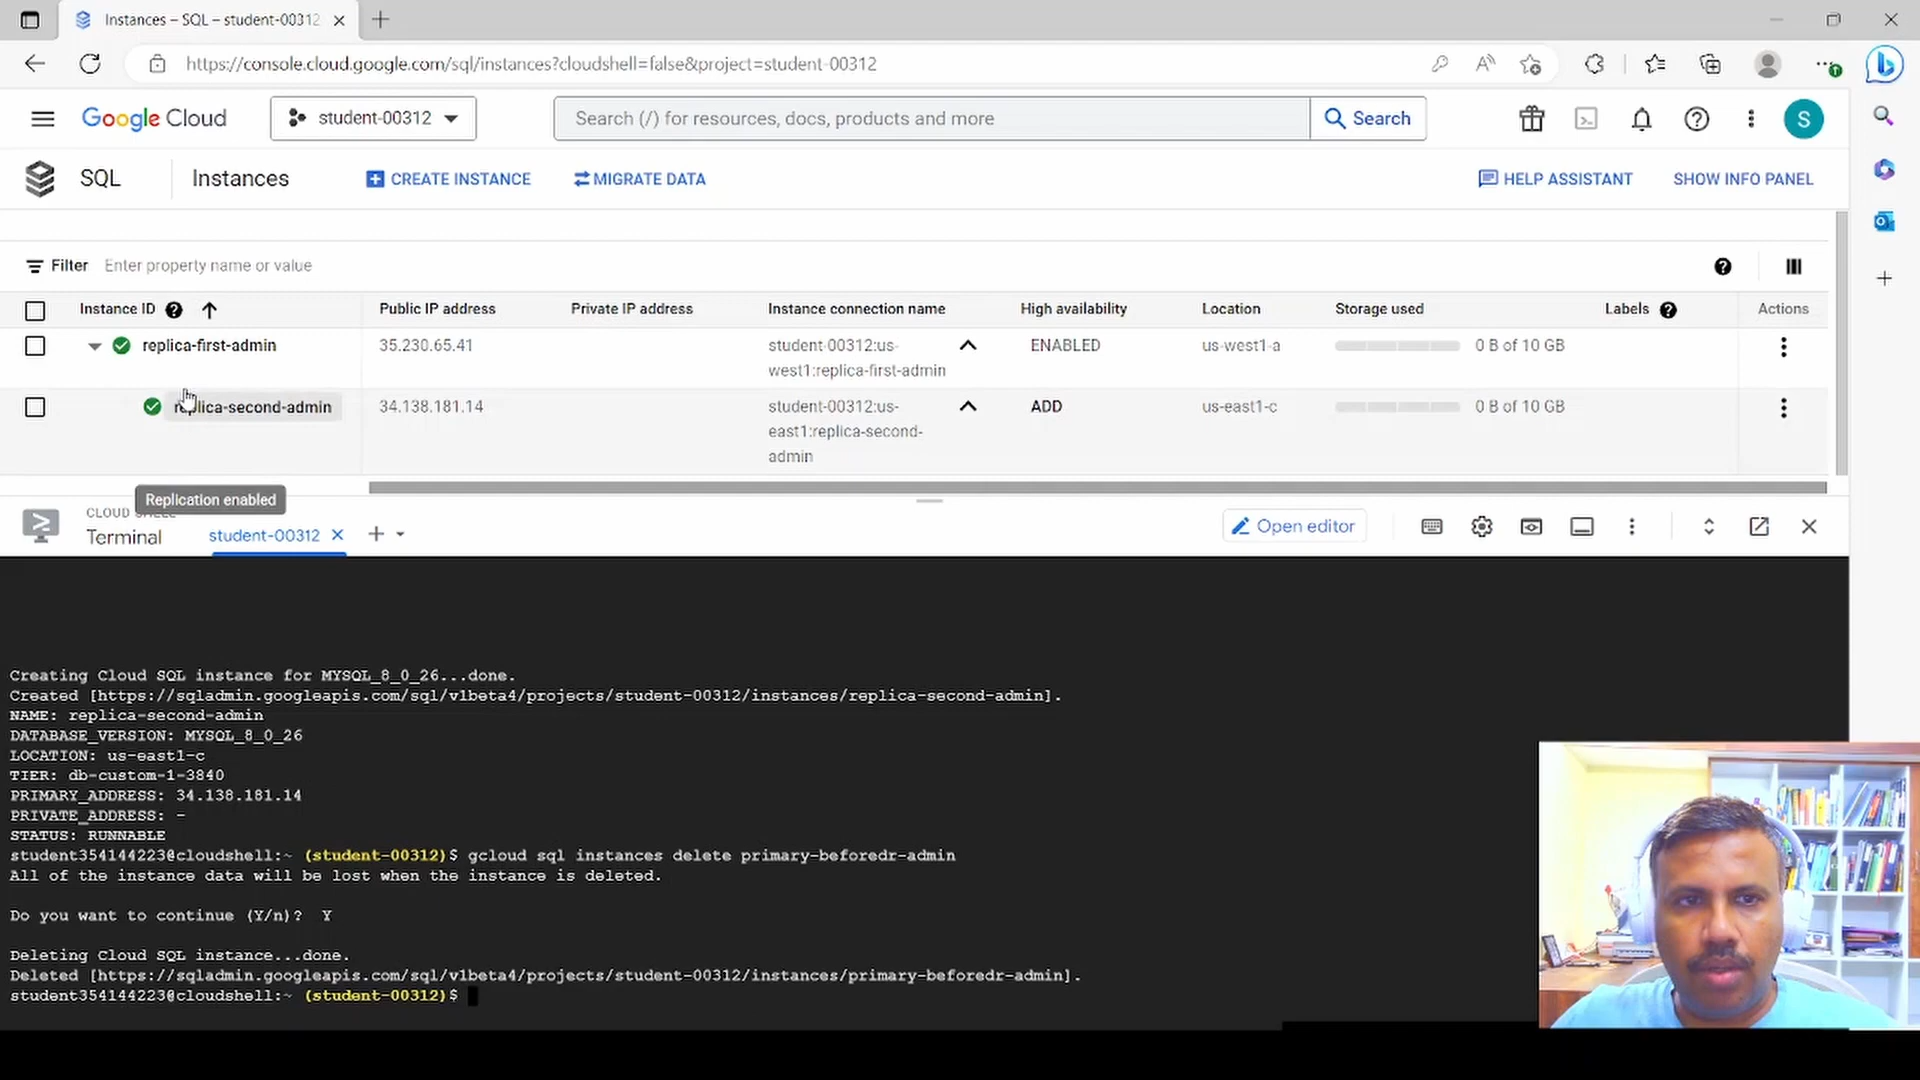 Instances – SQL – student-00312
https://console.cloud.google.com/sql/instances?cloudshell=false&project=student-00312
Google Cloud
student-00312
Search (/) for resources, docs, products and more
Search
S
SQL
Instances
CREATE INSTANCE
MIGRATE DATA
HELP ASSISTANT
SHOW INFO PANEL
Filter Enter property name or value
Instance ID Public IP address Private IP address Instance connection name High availability Location Storage used Labels Actions
replica-first-admin 35.230.65.41 student-00312:us- ENABLED us-west1-a 0 B of 10 GB
west1:replica-first-admin
replica-second-admin 34.138.181.14 student-00312:us- ADD us-east1-c 0 B of 10 GB
east1:replica-second-
admin
Replication enabled
CLOUD SHELL
Terminal
student-00312
Open editor
Creating Cloud SQL instance for MYSQL_8_0_26...done.
Created [https://sqladmin.googleapis.com/sql/v1beta4/projects/student-00312/instances/replica-second-admin].
NAME: replica-second-admin
DATABASE_VERSION: MYSQL_8_0_26
LOCATION: us-east1-c
TIER: db-custom-1-3840
PRIMARY_ADDRESS: 34.138.181.14
PRIVATE_ADDRESS: -
STATUS: RUNNABLE
student354144223@cloudshell:~ (student-00312)$ gcloud sql instances delete primary-beforedr-admin
All of the instance data will be lost when the instance is deleted.
Do you want to continue (Y/n)? Y
Deleting Cloud SQL instance...done.
Deleted [https://sqladmin.googleapis.com/sql/v1beta4/projects/student-00312/instances/primary-beforedr-admin].
student354144223@cloudshell:~ (student-00312)$